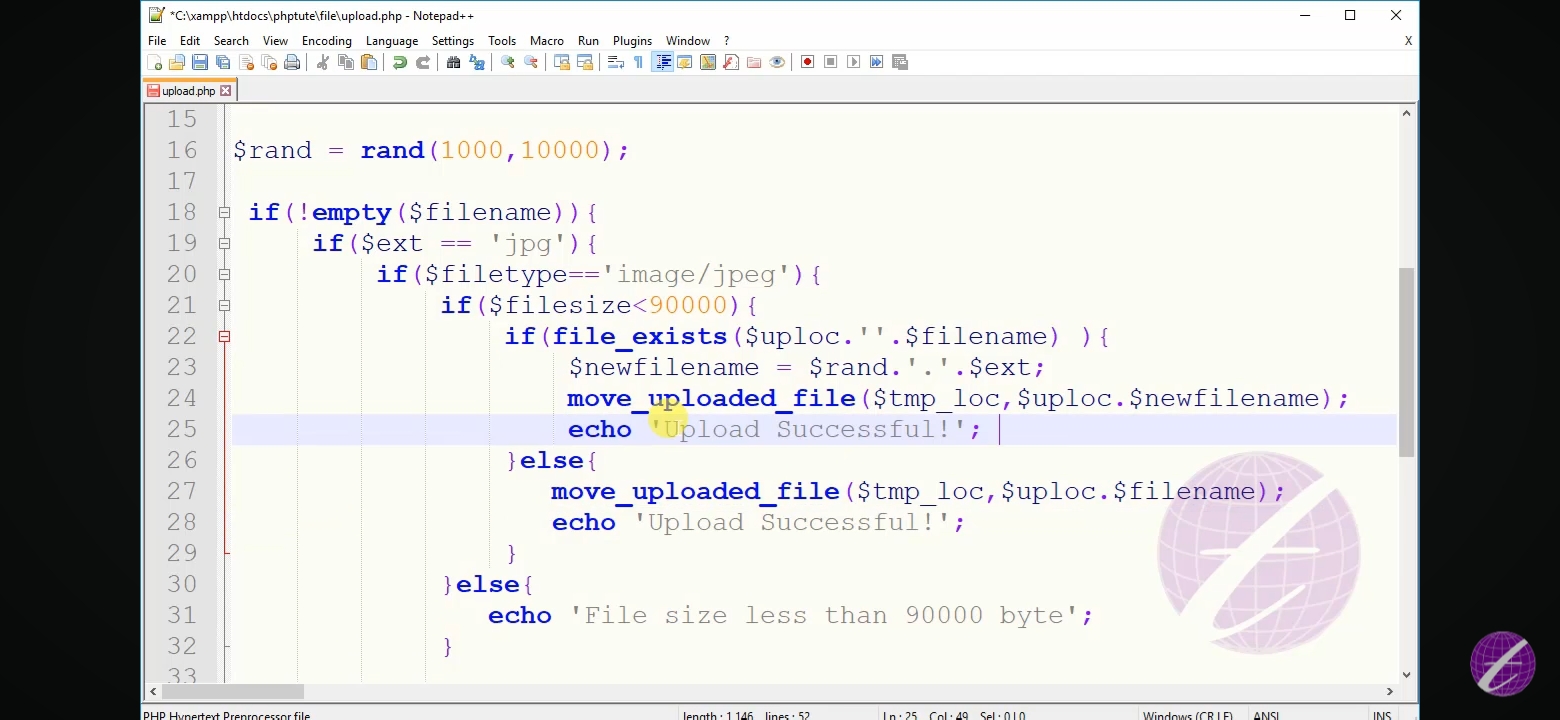 *C:\xampp\htdocs\phptute\file\upload.php - Notepad++
File Edit Search View Encoding Language Settings Tools Macro Run Plugins Window ? X
upload.php
15
16 $rand = rand(1000,10000);
17
18 if(!empty($filename)){
19 if($ext == 'jpg'){
20 if($filetype=='image/jpeg'){
21 if($filesize<90000){
22 if(file_exists($uploc.''.$filename) ){
23 $newfilename = $rand.'.'.$ext;
24 move_uploaded_file($tmp_loc,$uploc.$newfilename);
25 echo 'Upload Successful!';
26 }else{
27 move_uploaded_file($tmp_loc,$uploc.$filename);
28 echo 'Upload Successful!';
29 }
30 }else{
31 echo 'File size less than 90000 byte';
32 }
33
PHP Hypertext Preprocessor file length : 1,146 lines : 52 Ln : 25 Col : 49 Sel : 0 | 0 Windows (CR LF) ANSI INS